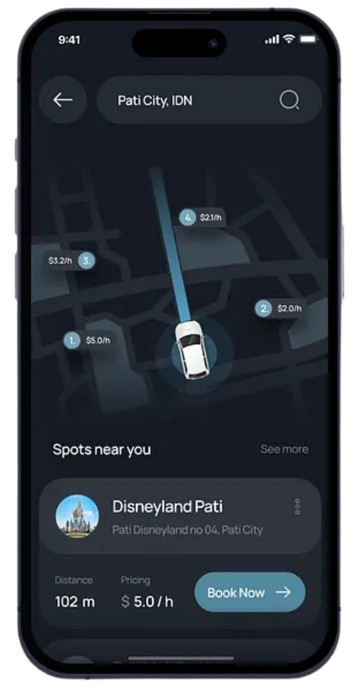 9:41
Pati City, IDN
4. $2.1/h
$3.2/h 3.
2. $2.0/h
1. $5.0/h
Spots near you See more
Disneyland Pati
Pati Disneyland no 04, Pati City
Distance Pricing
102 m $ 5.0 / h Book Now